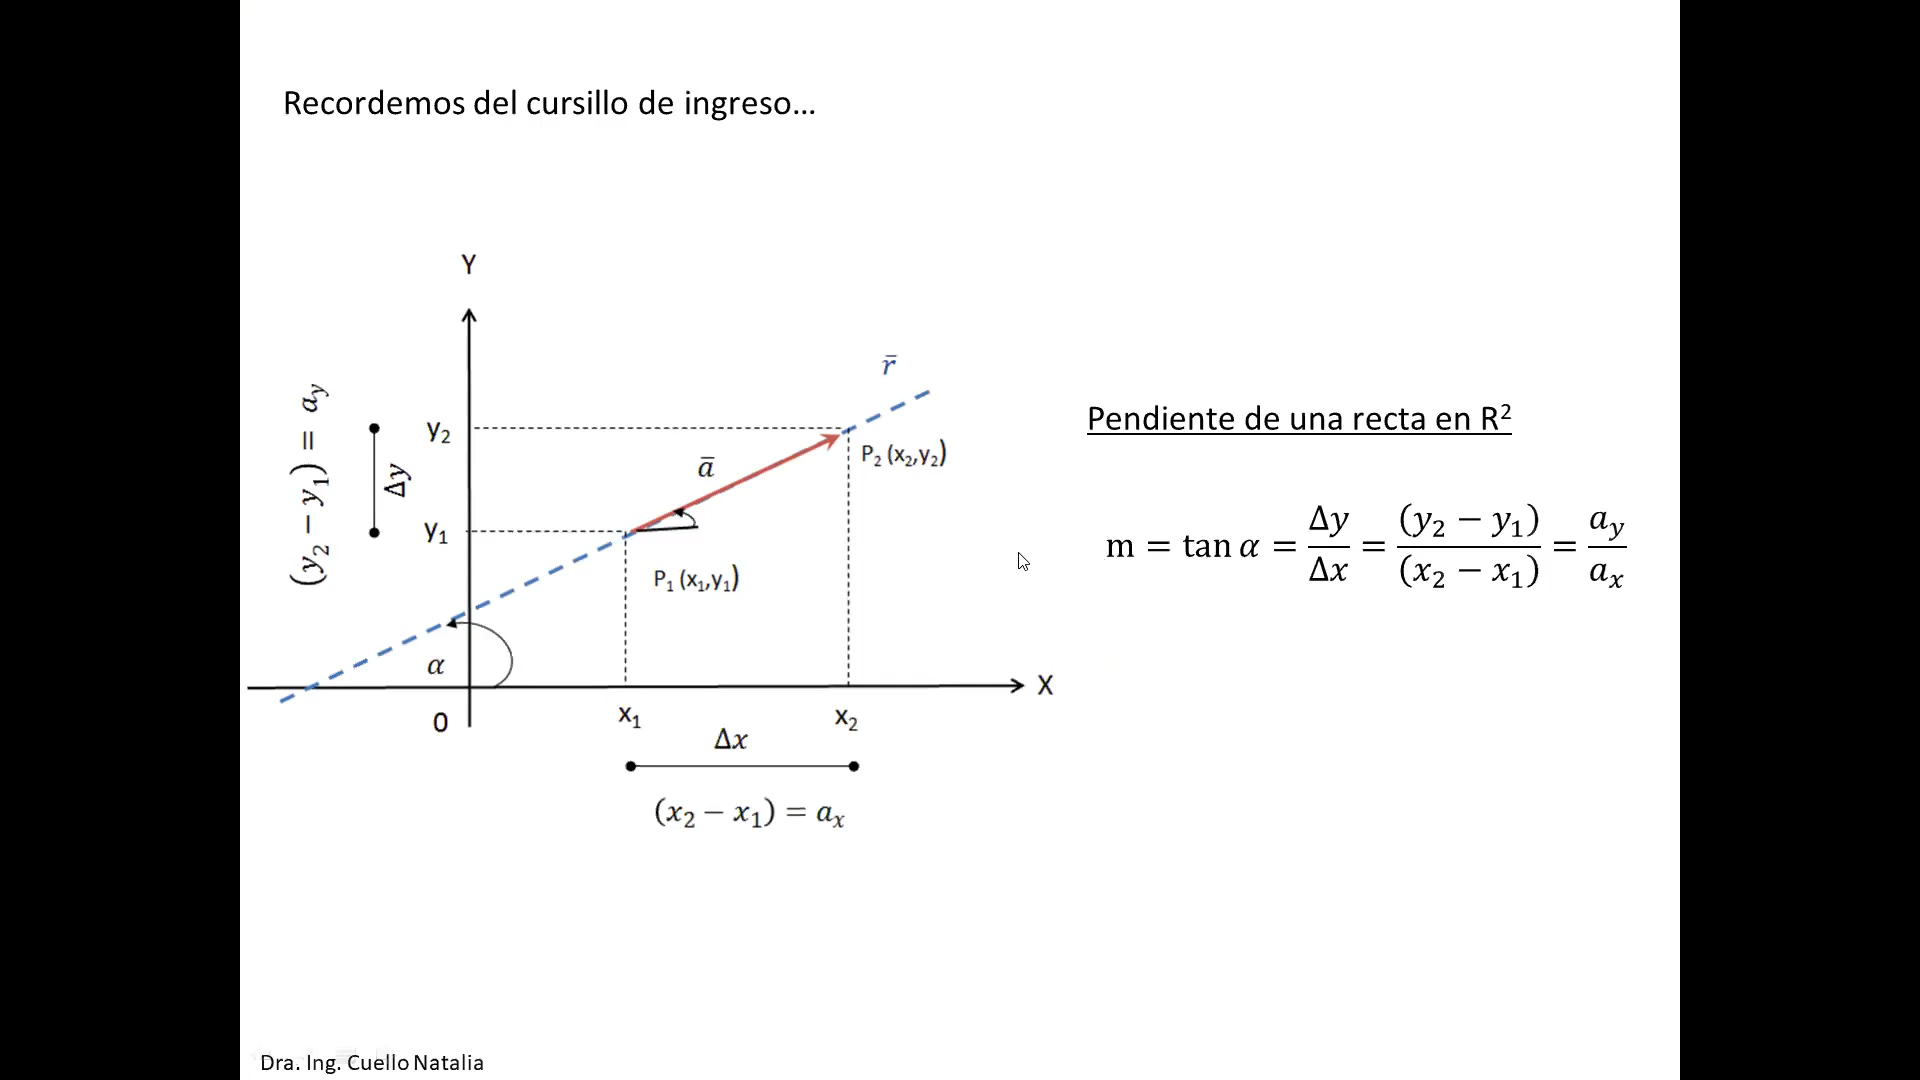 Recordemos del cursillo de ingreso...
Y
r̄
(y₂ − y₁) = a_y
Δy
y₂
ā
P₂ (x₂,y₂)
y₁
P₁ (x₁,y₁)
α
X
0
x₁
x₂
Δx
(x₂ − x₁) = aₓ
Pendiente de una recta en R²
m = tan α = Δy/Δx = (y₂ − y₁)/(x₂ − x₁) = a_y/aₓ
Dra. Ing. Cuello Natalia